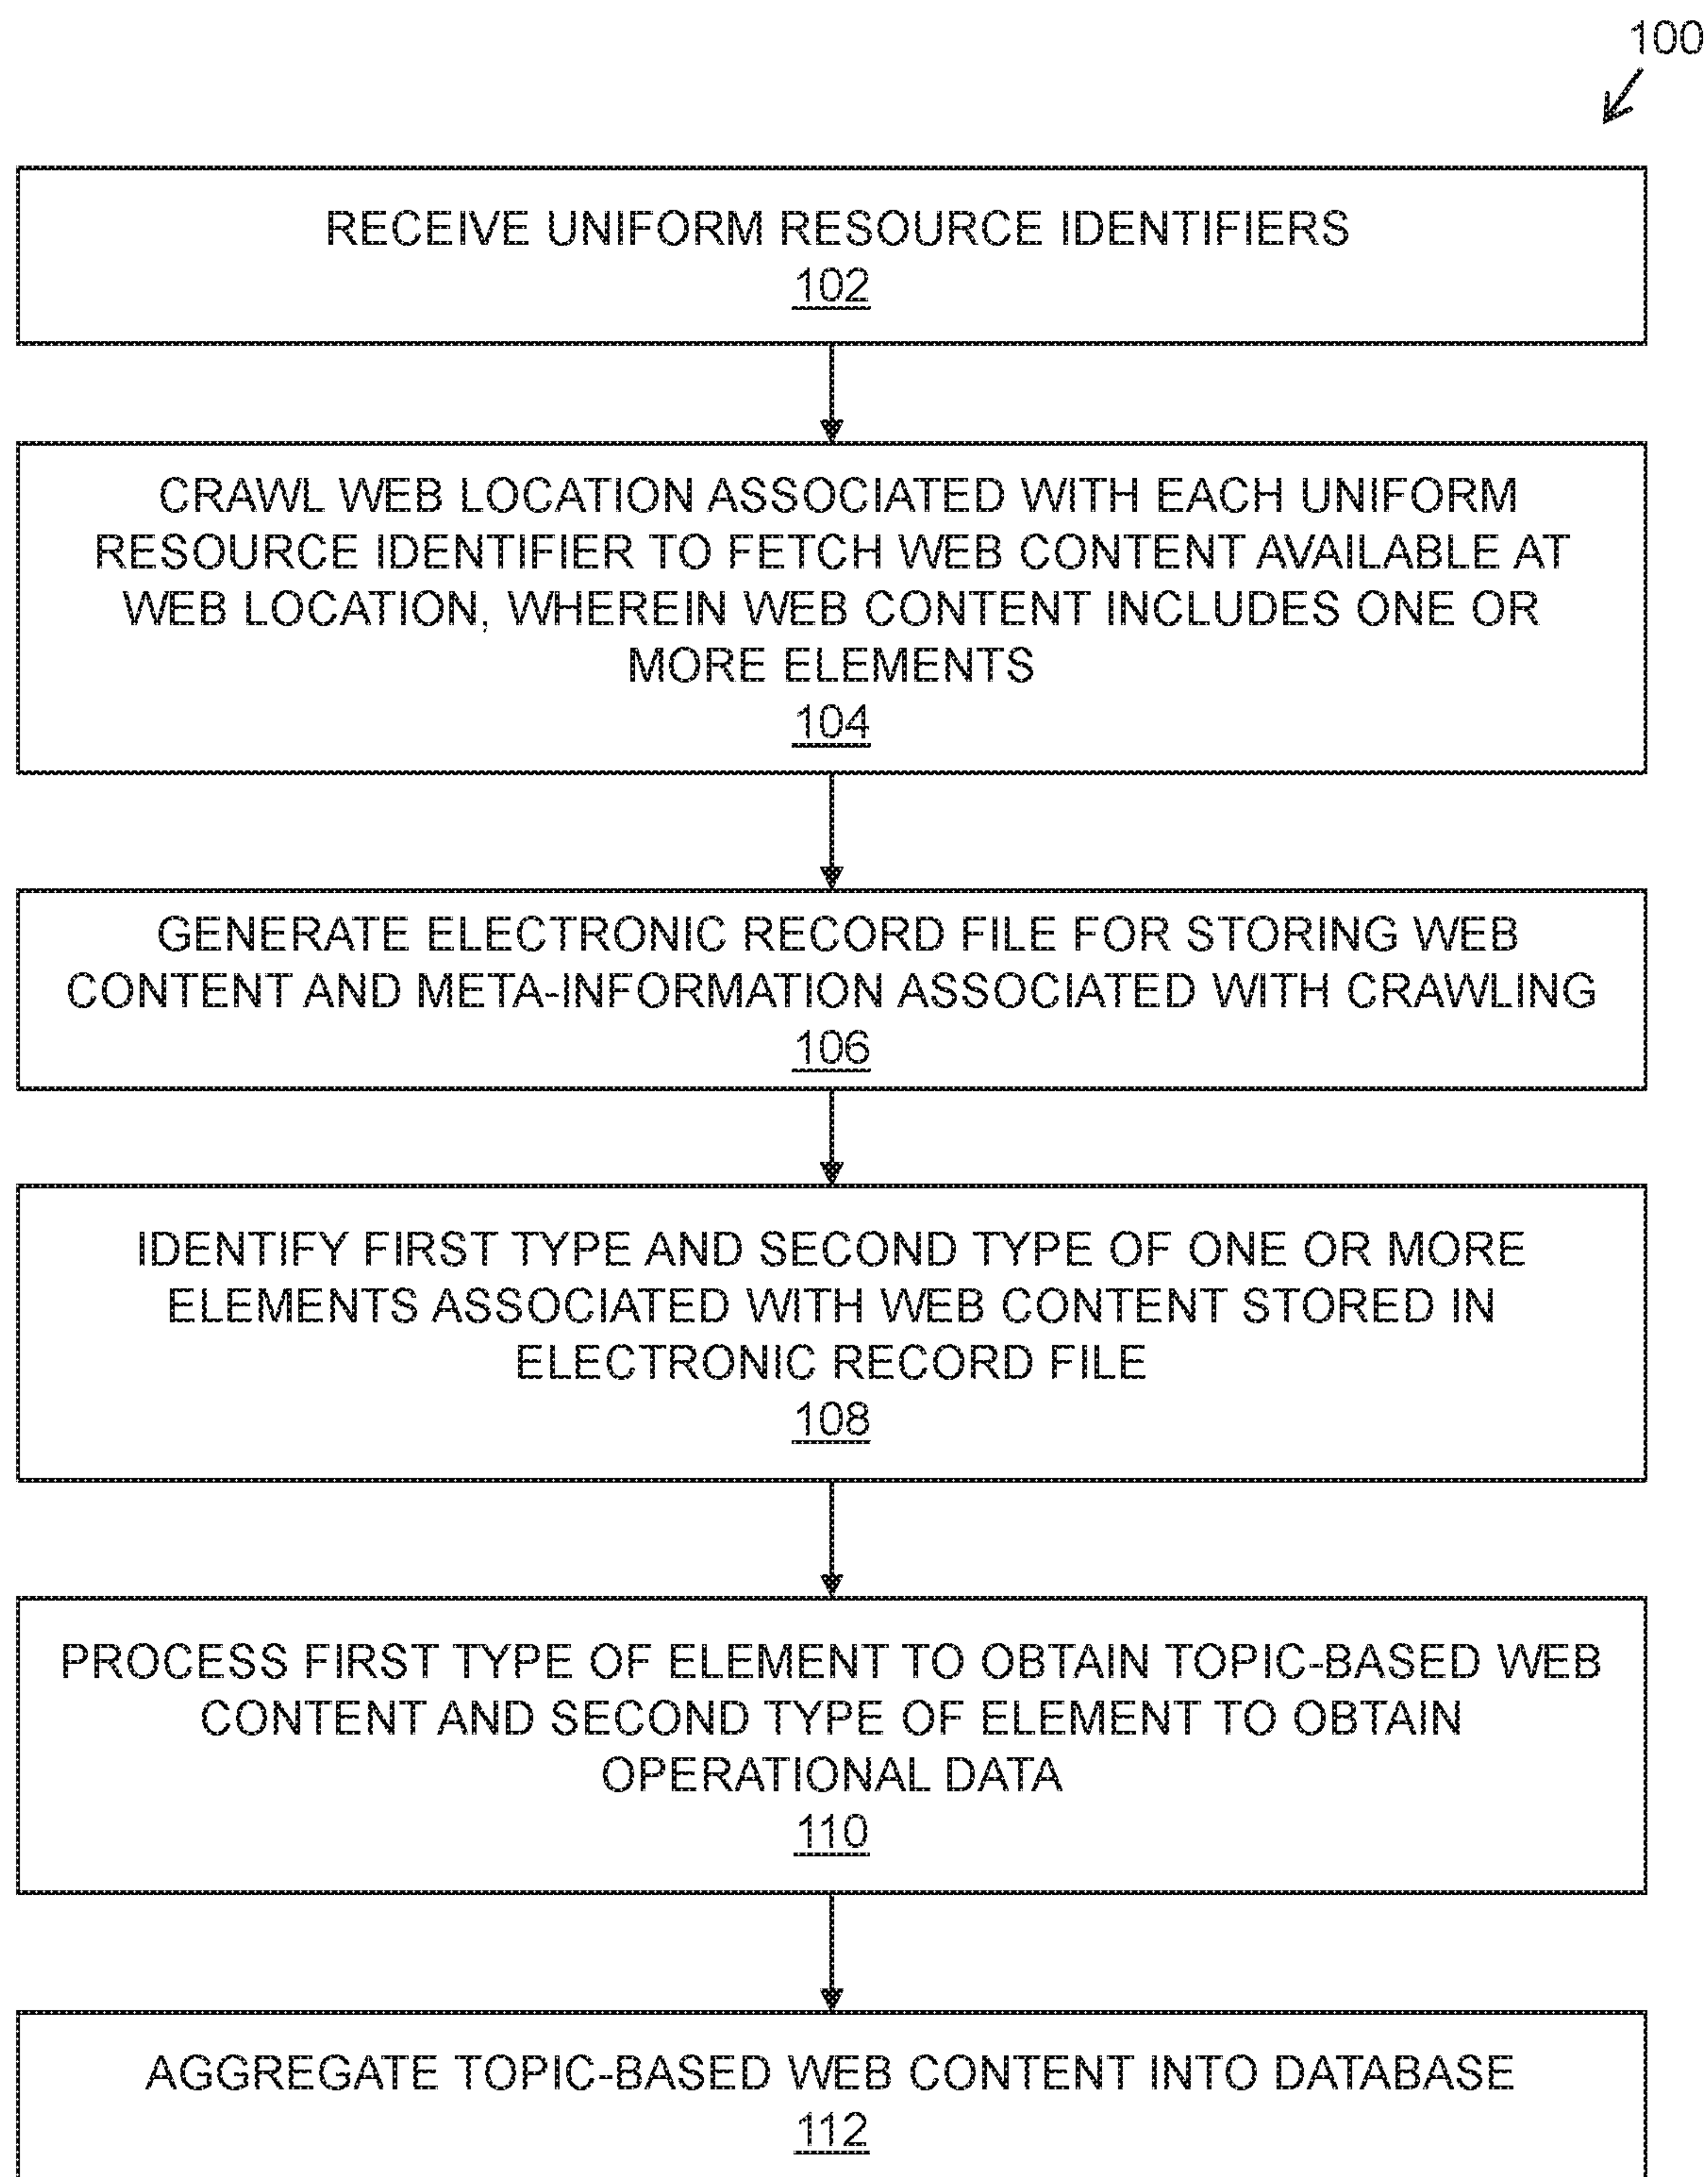 100
RECEIVE UNIFORM RESOURCE IDENTIFIERS
102
CRAWL WEB LOCATION ASSOCIATED WITH EACH UNIFORM
RESOURCE IDENTIFIER TO FETCH WEB CONTENT AVAILABLE AT
WEB LOCATION, WHEREIN WEB CONTENT INCLUDES ONE OR
MORE ELEMENTS
104
GENERATE ELECTRONIC RECORD FILE FOR STORING WEB
CONTENT AND META-INFORMATION ASSOCIATED WITH CRAWLING
106
IDENTIFY FIRST TYPE AND SECOND TYPE OF ONE OR MORE
ELEMENTS ASSOCIATED WITH WEB CONTENT STORED IN
ELECTRONIC RECORD FILE
108
PROCESS FIRST TYPE OF ELEMENT TO OBTAIN TOPIC-BASED WEB
CONTENT AND SECOND TYPE OF ELEMENT TO OBTAIN
OPERATIONAL DATA
110
AGGREGATE TOPIC-BASED WEB CONTENT INTO DATABASE
112